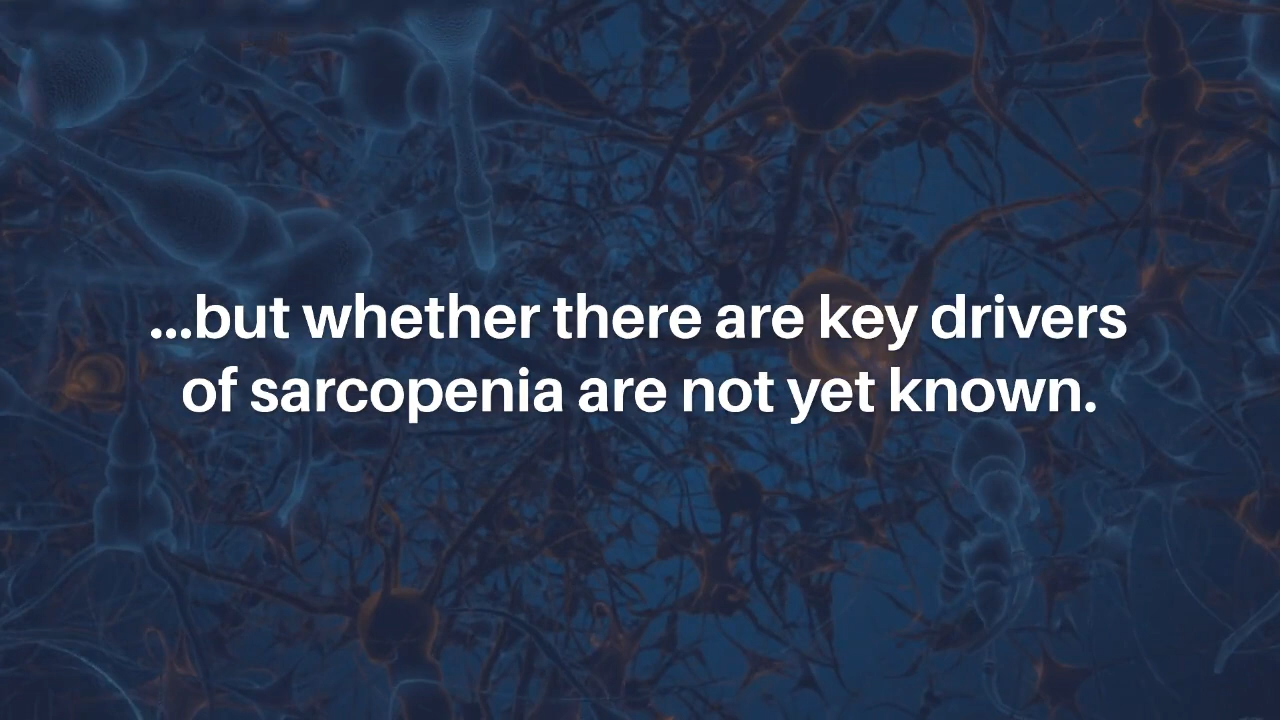 ...but whether there are key drivers
of sarcopenia are not yet known.